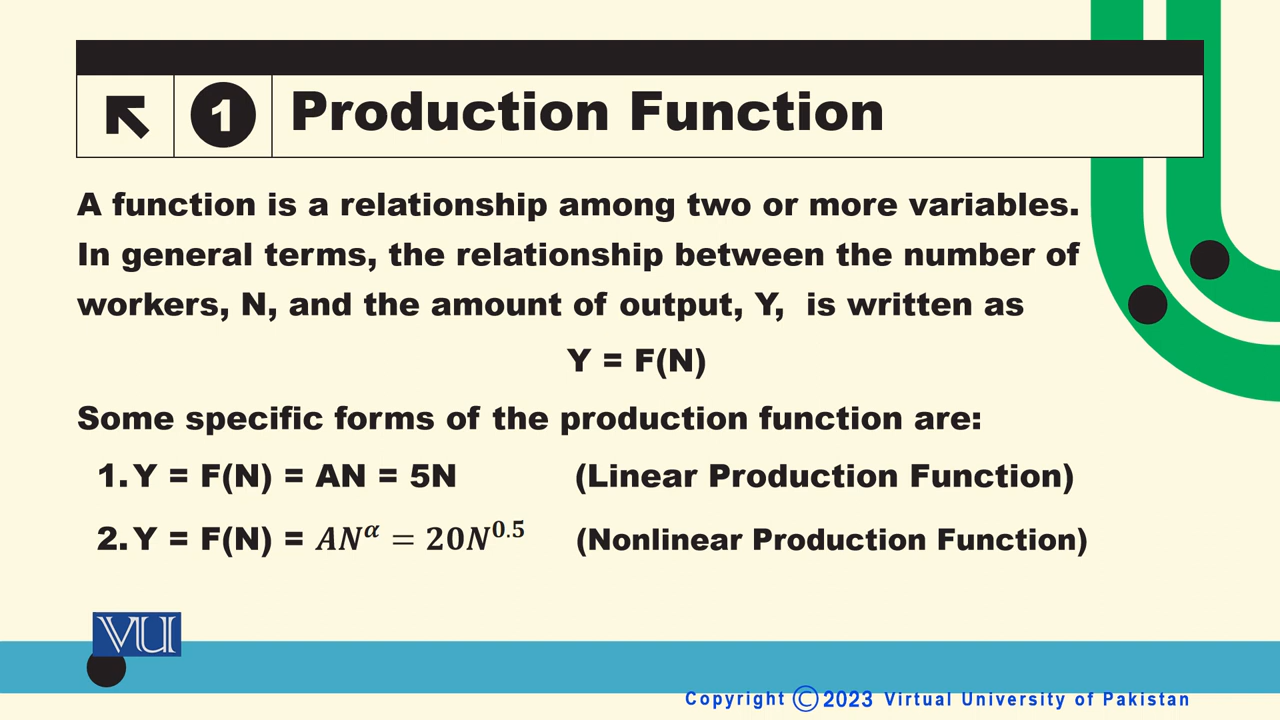 1 Production Function
A function is a relationship among two or more variables.
In general terms, the relationship between the number of
workers, N, and the amount of output, Y, is written as
Y = F(N)
Some specific forms of the production function are:
1. Y = F(N) = AN = 5N (Linear Production Function)
2. Y = F(N) = AN^α = 20N^0.5 (Nonlinear Production Function)
VU
Copyright © 2023 Virtual University of Pakistan